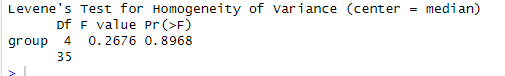 Levene's Test for Homogeneity of Variance (center = median)
Df F value Pr(>F)
group 4 0.2676 0.8968
35
>